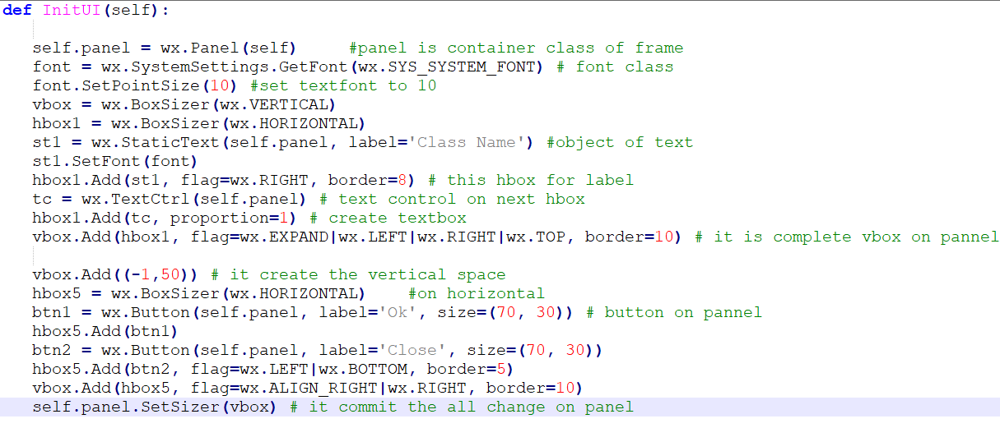 def InitUI(self):
self.panel = wx.Panel(self) #panel is container class of frame
font = wx.SystemSettings.GetFont(wx.SYS_SYSTEM_FONT) # font class
font.SetPointSize(10) #set textfont to 10
vbox = wx.BoxSizer(wx.VERTICAL)
hbox1 = wx.BoxSizer(wx.HORIZONTAL)
st1 = wx.StaticText(self.panel, label='Class Name') #object of text
st1.SetFont(font)
hbox1.Add(st1, flag=wx.RIGHT, border=8) # this hbox for label
tc = wx.TextCtrl(self.panel) # text control on next hbox
hbox1.Add(tc, proportion=1) # create textbox
vbox.Add(hbox1, flag=wx.EXPAND|wx.LEFT|wx.RIGHT|wx.TOP, border=10) # it is complete vbox on pannel
vbox.Add((-1,50)) # it create the vertical space
hbox5 = wx.BoxSizer(wx.HORIZONTAL) #on horizontal
btn1 = wx.Button(self.panel, label='Ok', size=(70, 30)) # button on pannel
hbox5.Add(btn1)
btn2 = wx.Button(self.panel, label='Close', size=(70, 30))
hbox5.Add(btn2, flag=wx.LEFT|wx.BOTTOM, border=5)
vbox.Add(hbox5, flag=wx.ALIGN_RIGHT|wx.RIGHT, border=10)
self.panel.SetSizer(vbox) # it commit the all change on panel